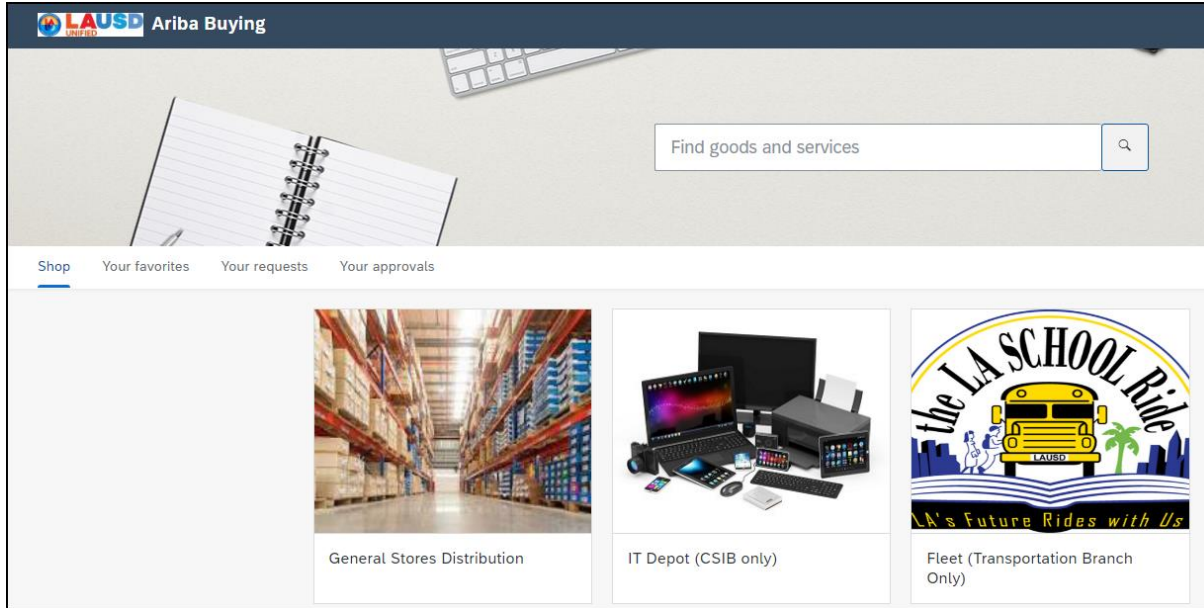 LAUSD
UNIFIED
Ariba Buying
Find goods and services
Shop
Your favorites
Your requests
Your approvals
the LA SCHOOL Ride
LAUSD
LA's Future Rides with Us
General Stores Distribution
IT Depot (CSIB only)
Fleet (Transportation Branch
Only)